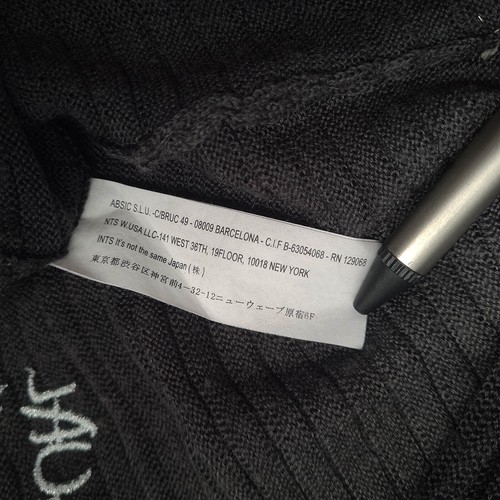 ABSIC S.L.U. -C/BRUC 49 - 08009 BARCELONA - C.I.F B-63054068 - RN 129068
NTS W.USA LLC-141 WEST 36TH, 19FLOOR, 10018 NEW YORK
INTS It's not the same Japan (株)
東京都渋谷区神宮前4-32-12ニューウェーブ原宿6F